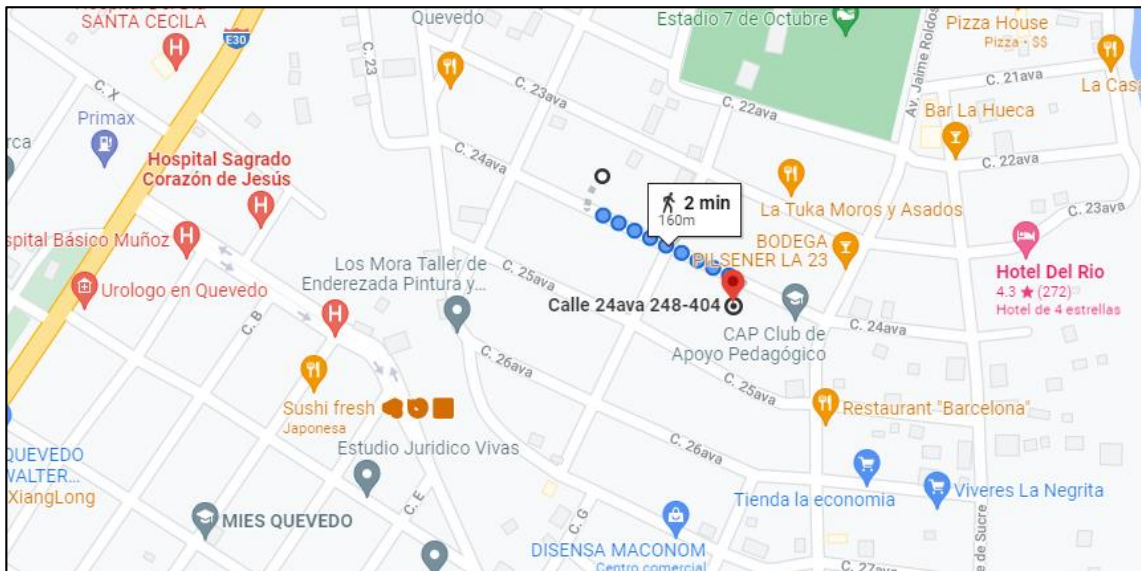 SANTA CECILA
Quevedo
Estadio 7 de Octubre
Pizza House
Pizza • $$
La Casa
E30
C. 23
C. X
Primax
C. 23ava
C. 22ava
Av. Jaime Roldos
C. 21ava
Bar La Hueca
C. 22ava
Hospital Sagrado
Corazón de Jesús
C. 24ava
2 min
160m
La Tuka Moros y Asados
C. 23ava
spital Básico Muñoz
BODEGA
PILSENER LA 23
Hotel Del Rio
4.3 ★ (272)
Hotel de 4 estrellas
Urologo en Quevedo
Los Mora Taller de
Enderezada Pintura y...
C. 25ava
Calle 24ava 248-404
C. B
CAP Club de
Apoyo Pedagógico
C. 24ava
C. 26ava
C. 25ava
Sushi fresh
Japonesa
Restaurant "Barcelona"
Estudio Juridico Vivas
C. 26ava
QUEVEDO
WALTER...
XiangLong
Tienda la economia
Viveres La Negrita
C. E
MIES QUEVEDO
C. G
DISENSA MACONOM
Centro comercial
C. 27ava
e de Sucre